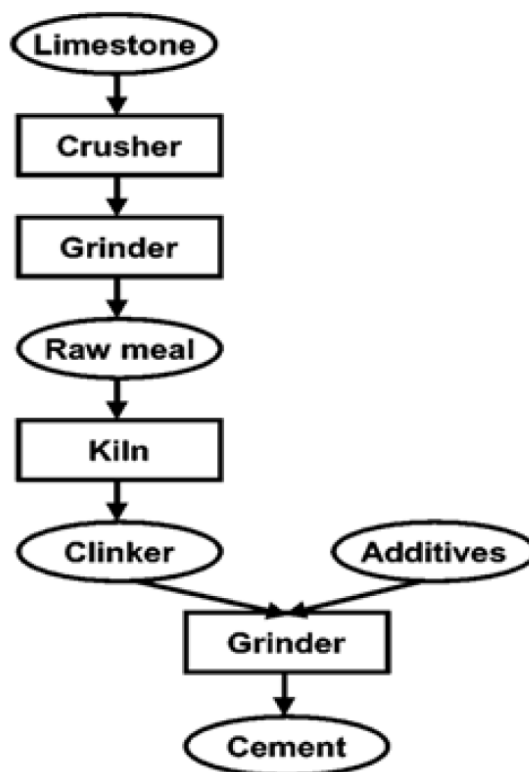 Limestone
Crusher
Grinder
Raw meal
Kiln
Clinker
Additives
Grinder
Cement